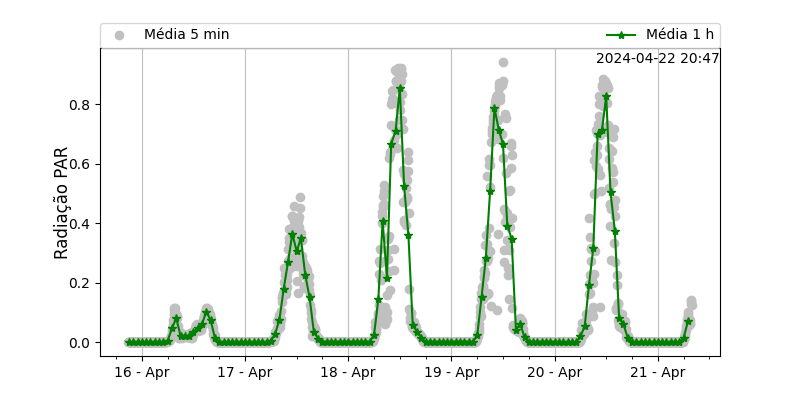 Média 5 min
Média 1 h
2024-04-22 20:47
Radiação PAR
0.8
0.6
0.4
0.2
0.0
16 - Apr
17 - Apr
18 - Apr
19 - Apr
20 - Apr
21 - Apr